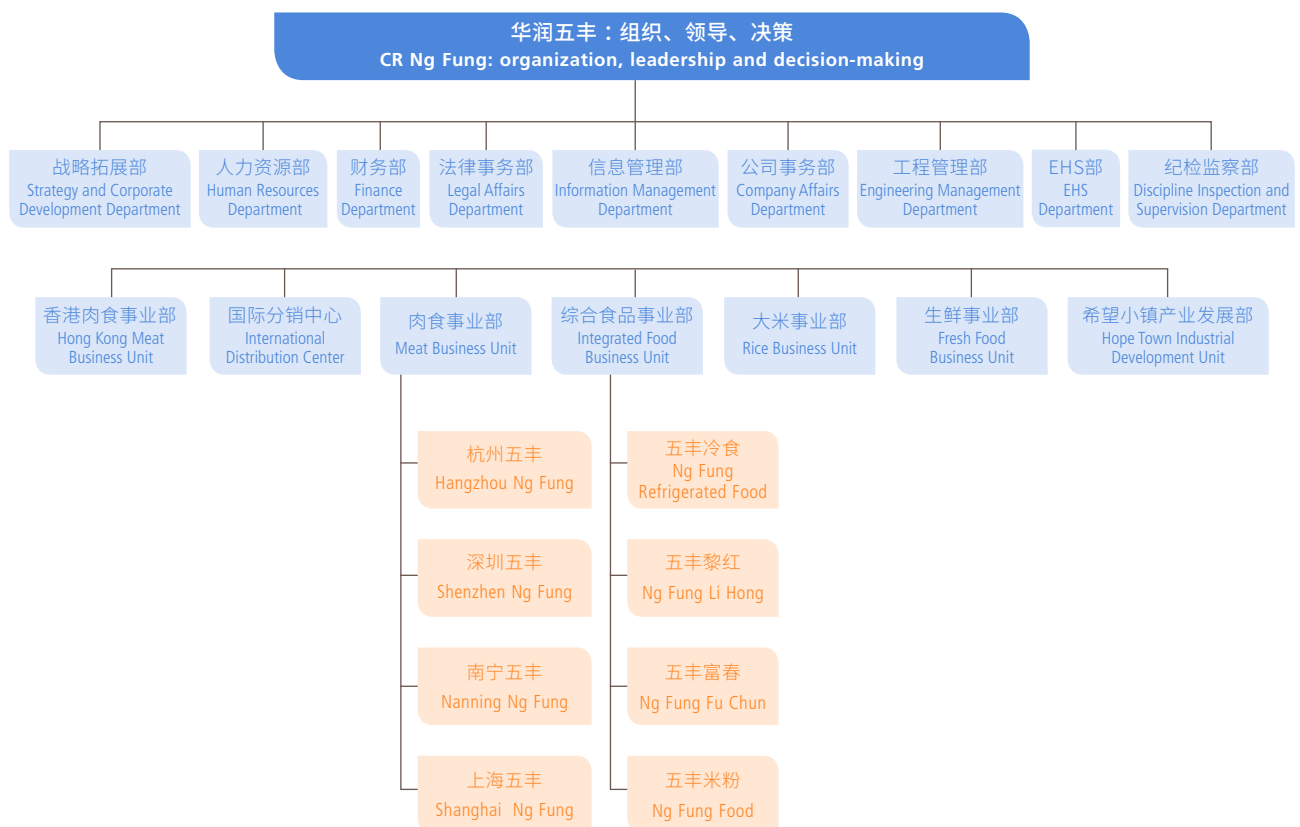 华润五丰：组织、领导、决策
CR Ng Fung: organization, leadership and decision-making
战略拓展部
Strategy and Corporate
Development Department
人力资源部
Human Resources
Department
财务部
Finance
Department
法律事务部
Legal Affairs
Department
信息管理部
Information Management
Department
公司事务部
Company Affairs
Department
工程管理部
Engineering Management
Department
EHS部
EHS
Department
纪检监察部
Discipline Inspection and
Supervision Department
香港肉食事业部
Hong Kong Meat
Business Unit
国际分销中心
International
Distribution Center
肉食事业部
Meat Business Unit
综合食品事业部
Integrated Food
Business Unit
大米事业部
Rice Business Unit
生鲜事业部
Fresh Food
Business Unit
希望小镇产业发展部
Hope Town Industrial
Development Unit
杭州五丰
Hangzhou Ng Fung
深圳五丰
Shenzhen Ng Fung
南宁五丰
Nanning Ng Fung
上海五丰
Shanghai Ng Fung
五丰冷食
Ng Fung
Refrigerated Food
五丰黎红
Ng Fung Li Hong
五丰富春
Ng Fung Fu Chun
五丰米粉
Ng Fung Food